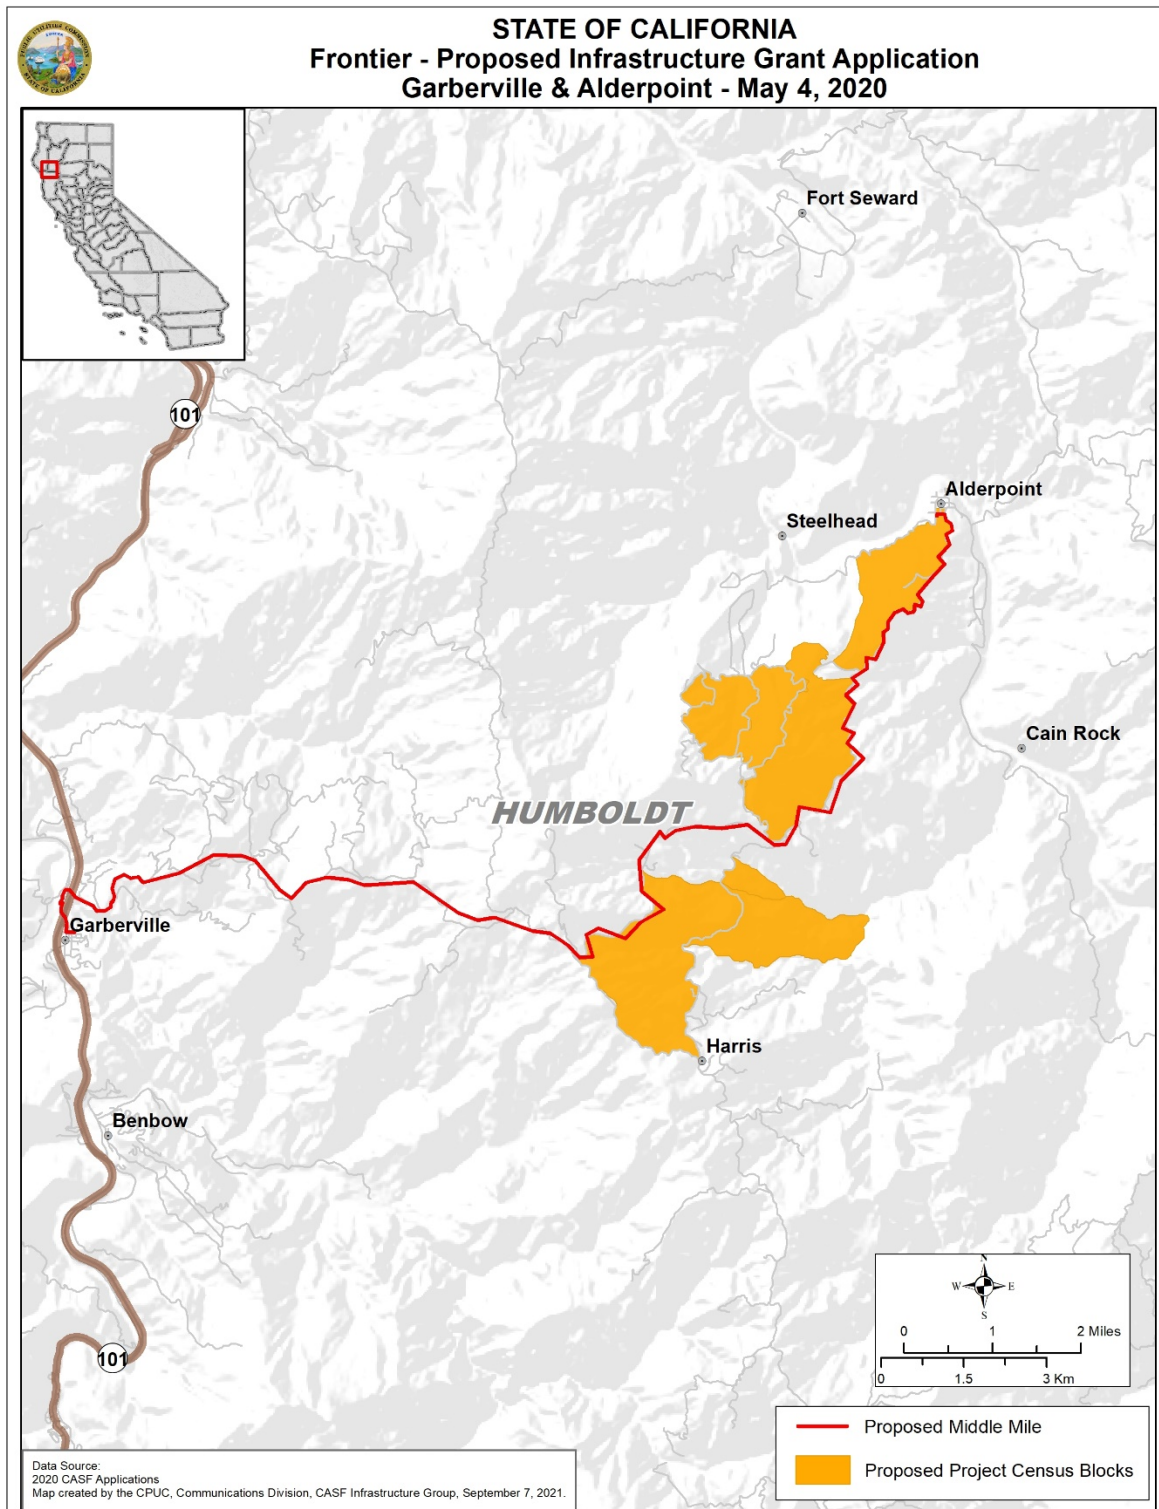 STATE OF CALIFORNIA
Frontier - Proposed Infrastructure Grant Application
Garberville & Alderpoint - May 4, 2020
Fort Seward
101
Alderpoint
Steelhead
Cain Rock
HUMBOLDT
Garberville
Harris
Benbow
N
W E
S
0 1 2 Miles
0 1.5 3 Km
101
Proposed Middle Mile
Proposed Project Census Blocks
Data Source:
2020 CASF Applications
Map created by the CPUC, Communications Division, CASF Infrastructure Group, September 7, 2021.